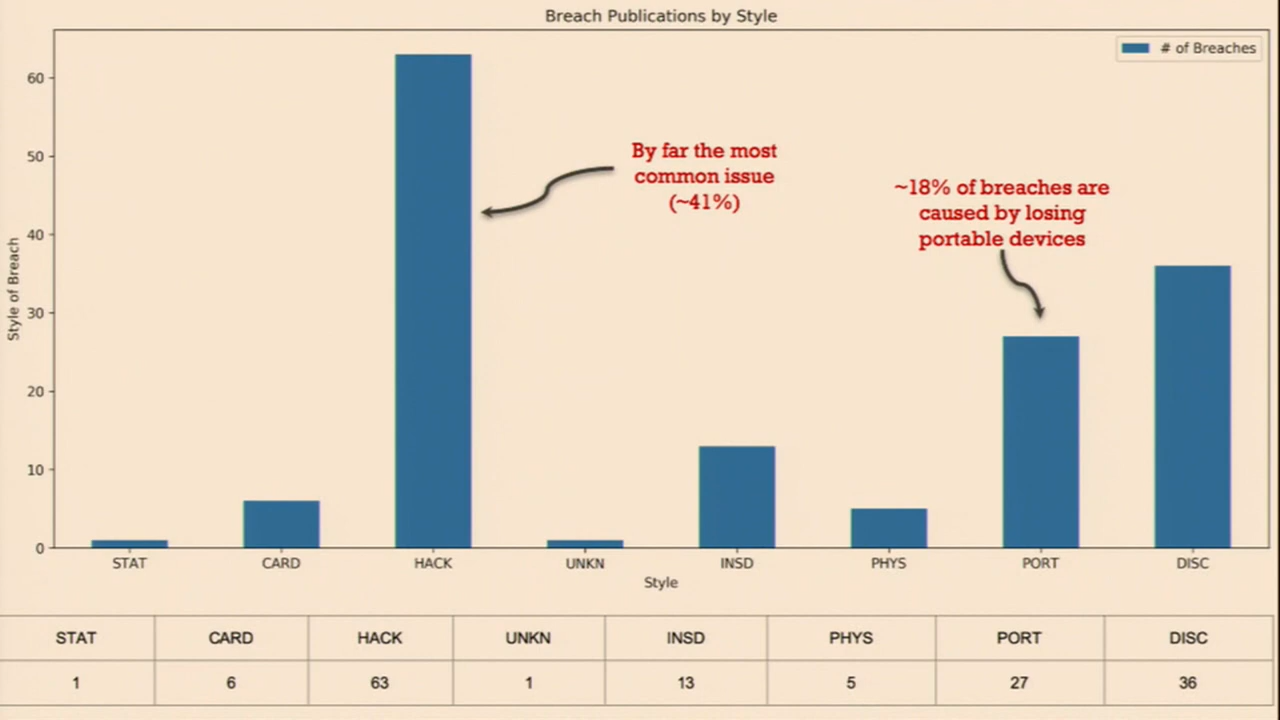 Breach Publications by Style
# of Breaches
By far the most
common issue
(~41%)
~18% of breaches are
caused by losing
portable devices
Style of Breach
60
50
40
30
20
10
0
STAT CARD HACK UNKN INSD PHYS PORT DISC
Style
STAT CARD HACK UNKN INSD PHYS PORT DISC
1 6 63 1 13 5 27 36